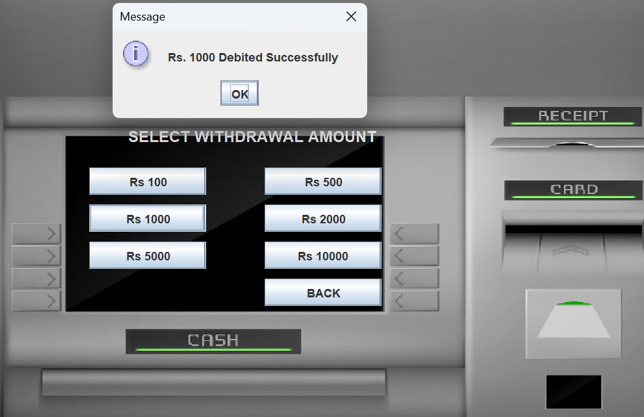 Message
Rs. 1000 Debited Successfully
OK
RECEIPT
SELECT WITHDRAWAL AMOUNT
Rs 100
Rs 500
CARD
Rs 1000
Rs 2000
Rs 5000
Rs 10000
BACK
CASH